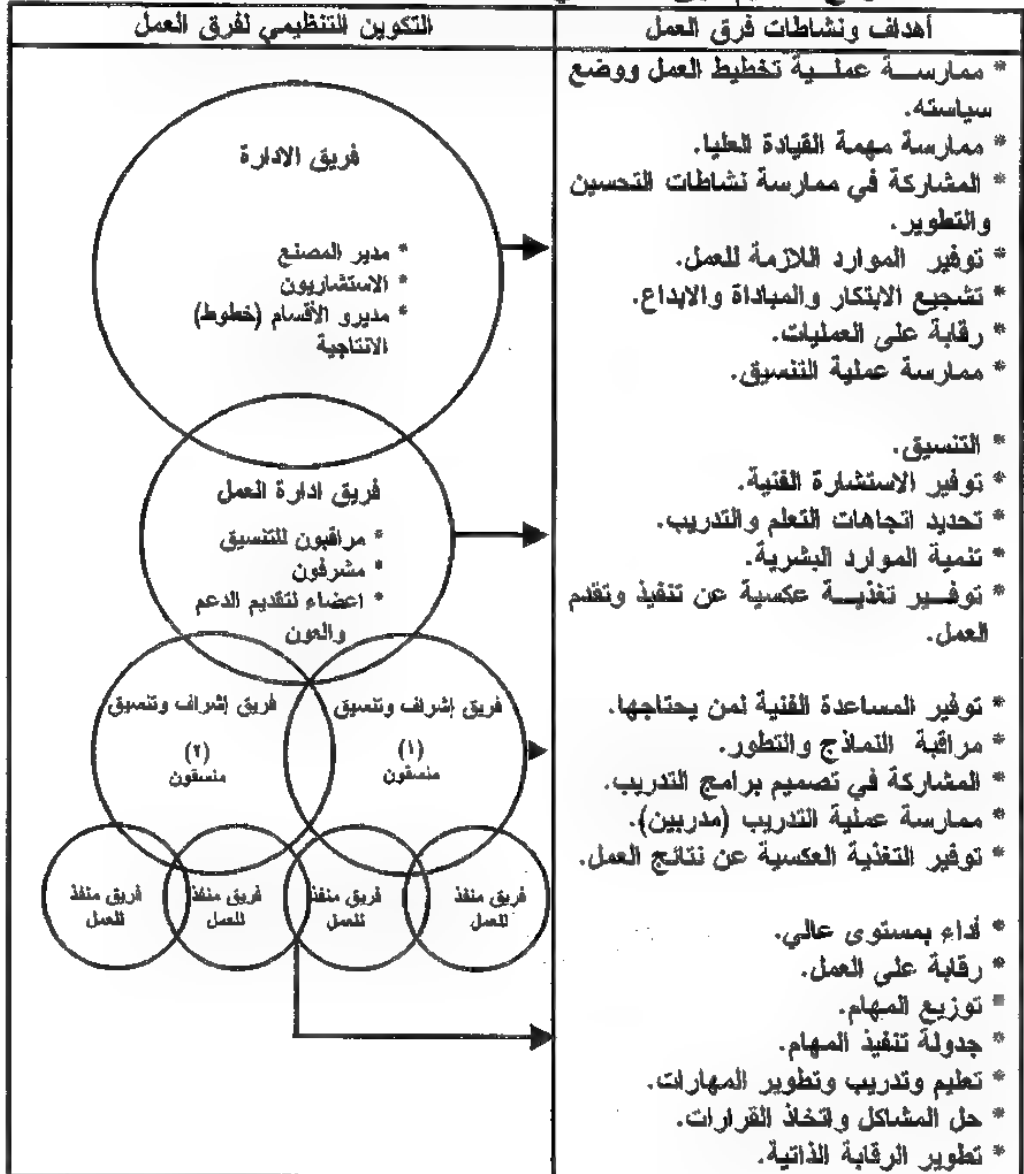 أهداف ونشاطات فرق العمل
* ممارسة عملية تخطيط العمل ووضع
سياسته.
* ممارسة مهمة القيادة العليا.
* المشاركة في ممارسة نشاطات التحسين
والتطوير.
* توفير الموارد اللازمة للعمل.
* تشجيع الابتكار والمباداة والابداع.
* رقابة على العمليات.
* ممارسة عملية التنسيق.
* التنسيق.
* توفير الاستشارة الفنية.
* تحديد اتجاهات التعلم والتدريب.
* تنمية الموارد البشرية.
* توفير تغذية عكسية عن تنفيذ وتقدم
العمل.
* توفير المساعدة الفنية لمن يحتاجها.
* مراقبة النماذج والتطور.
* المشاركة في تصميم برامج التدريب.
* ممارسة عملية التدريب (مدربين).
* توفير التغذية العكسية عن نتائج العمل.
* أداء بمستوى عالي.
* رقابة على العمل.
* توزيع المهام.
* جدولة تنفيذ المهام.
* تعليم وتدريب وتطوير المهارات.
* حل المشاكل واتخاذ القرارات.
* تطوير الرقابة الذاتية.
التكوين التنظيمي لفرق العمل
فريق الادارة
* مدير المصنع
* الاستشاريون
* مديرو الأقسام (خطوط)
الانتاجية
فريق ادارة العمل
* مراقبون للتنسيق
* مشرفون
* اعضاء لتقديم الدعم
والعون
فريق إشراف وتنسيق
(١)
منسقون
فريق إشراف وتنسيق
(٢)
منسقون
فريق منفذ
للعمل
فريق منفذ
للعمل
فريق منفذ
للعمل
فريق منفذ
للعمل